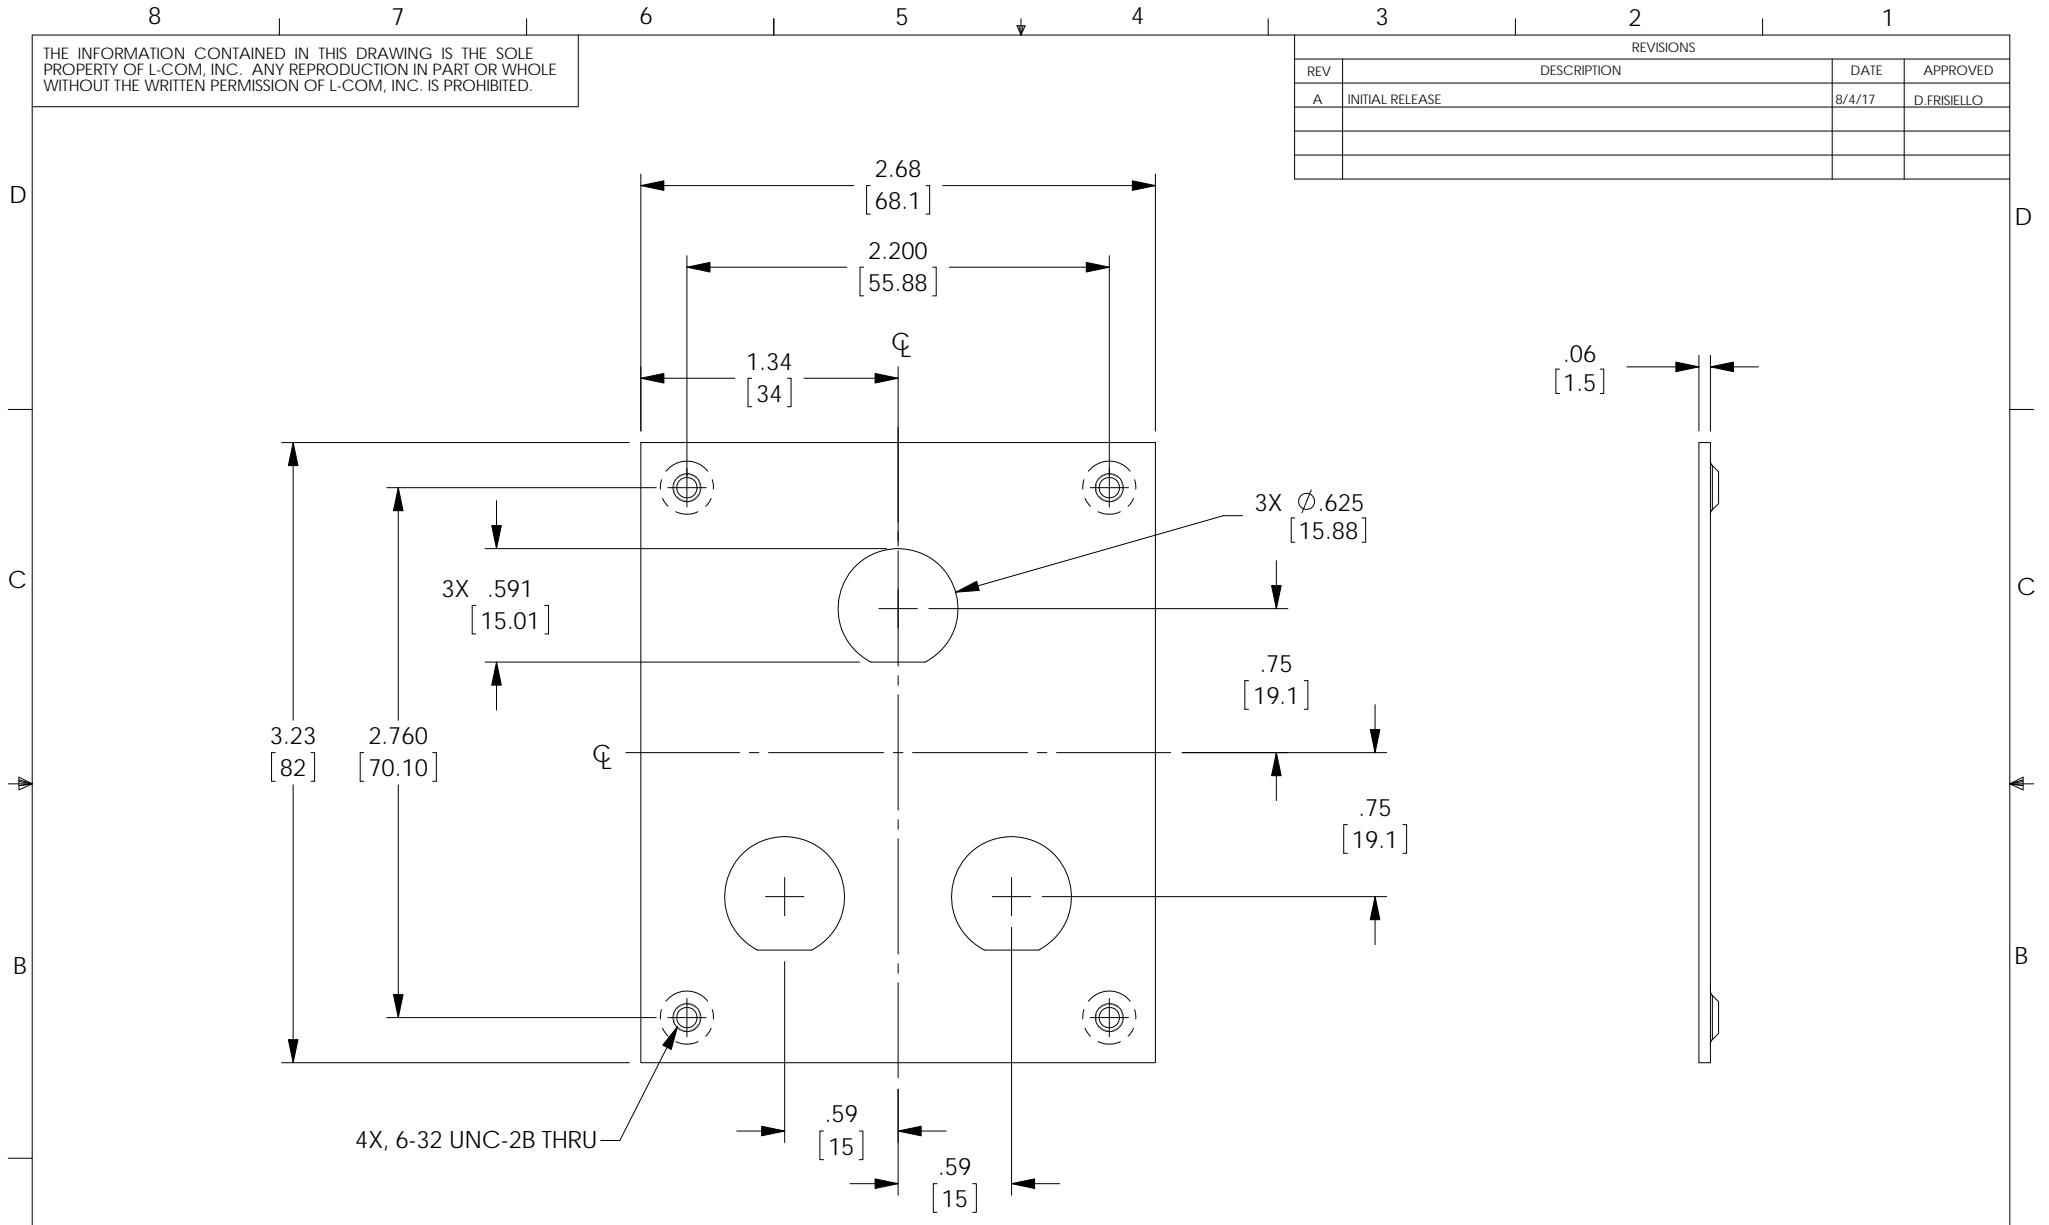 8 7 6 5 4 3 2 1
THE INFORMATION CONTAINED IN THIS DRAWING IS THE SOLE
PROPERTY OF L-COM, INC. ANY REPRODUCTION IN PART OR WHOLE
WITHOUT THE WRITTEN PERMISSION OF L-COM, INC. IS PROHIBITED.
REVISIONS
REV DESCRIPTION DATE APPROVED
A INITIAL RELEASE 8/4/17 D.FRISIELLO
D
D
2.68
[68.1]
2.200
[55.88]
℄
1.34
[34]
.06
[1.5]
3X ∅.625
[15.88]
C
C
3X .591
[15.01]
.75
[19.1]
3.23
[82]
2.760
[70.10]
℄
.75
[19.1]
B
B
4X, 6-32 UNC-2B THRU
.59
[15]
.59
[15]